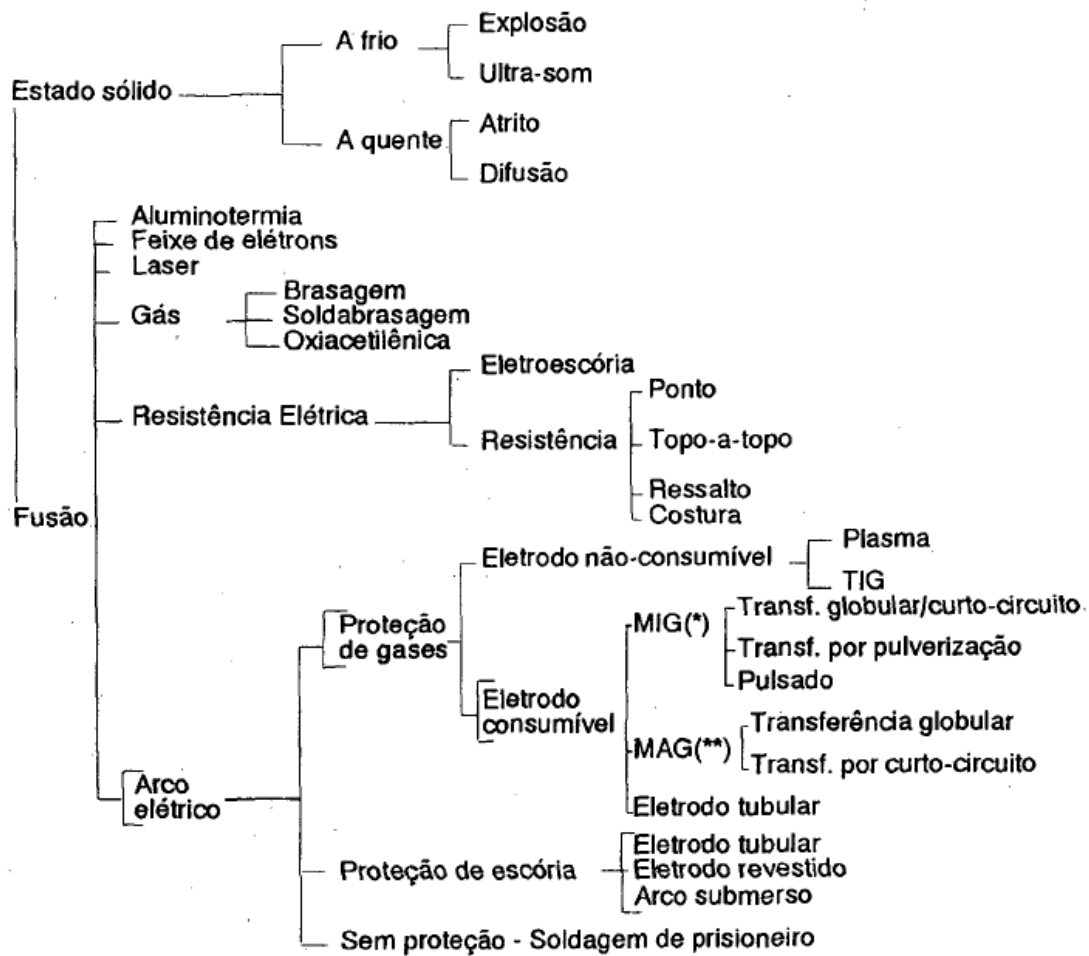 Explosão
A frio
Ultra-som
Estado sólido
Atrito
A quente
Difusão
Aluminotermia
Feixe de elétrons
Laser
Brasagem
Gás
Soldabrasagem
Oxiacetilênica
Eletroescória
Ponto
Resistência Elétrica
Resistência
Topo-a-topo
Ressalto
Costura
Fusão
Plasma
Eletrodo não-consumível
TIG
Transf. globular/curto-circuito
Proteção
de gases
MIG(*)
Transf. por pulverização
Pulsado
Eletrodo
consumível
Transferência globular
MAG(**)
Transf. por curto-circuito
Arco
elétrico
Eletrodo tubular
Eletrodo tubular
Proteção de escória
Eletrodo revestido
Arco submerso
Sem proteção - Soldagem de prisioneiro